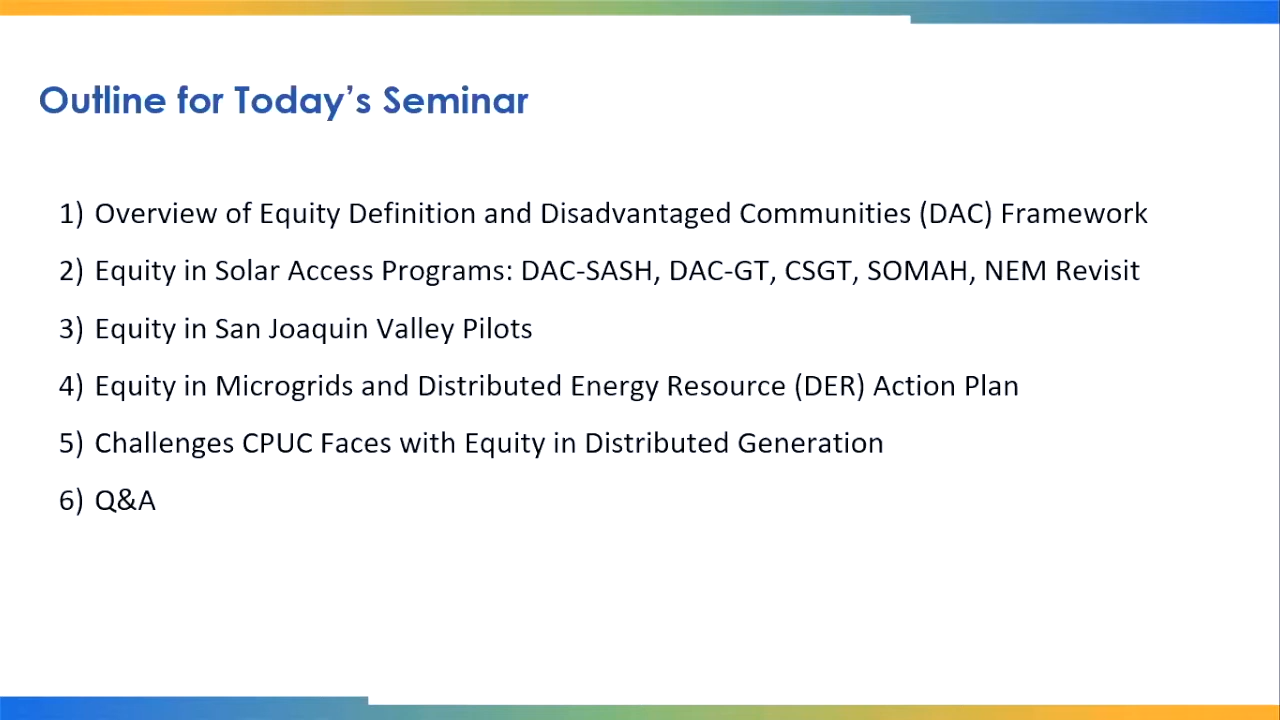 Outline for Today’s Seminar
1) Overview of Equity Definition and Disadvantaged Communities (DAC) Framework
2) Equity in Solar Access Programs: DAC-SASH, DAC-GT, CSGT, SOMAH, NEM Revisit
3) Equity in San Joaquin Valley Pilots
4) Equity in Microgrids and Distributed Energy Resource (DER) Action Plan
5) Challenges CPUC Faces with Equity in Distributed Generation
6) Q&A